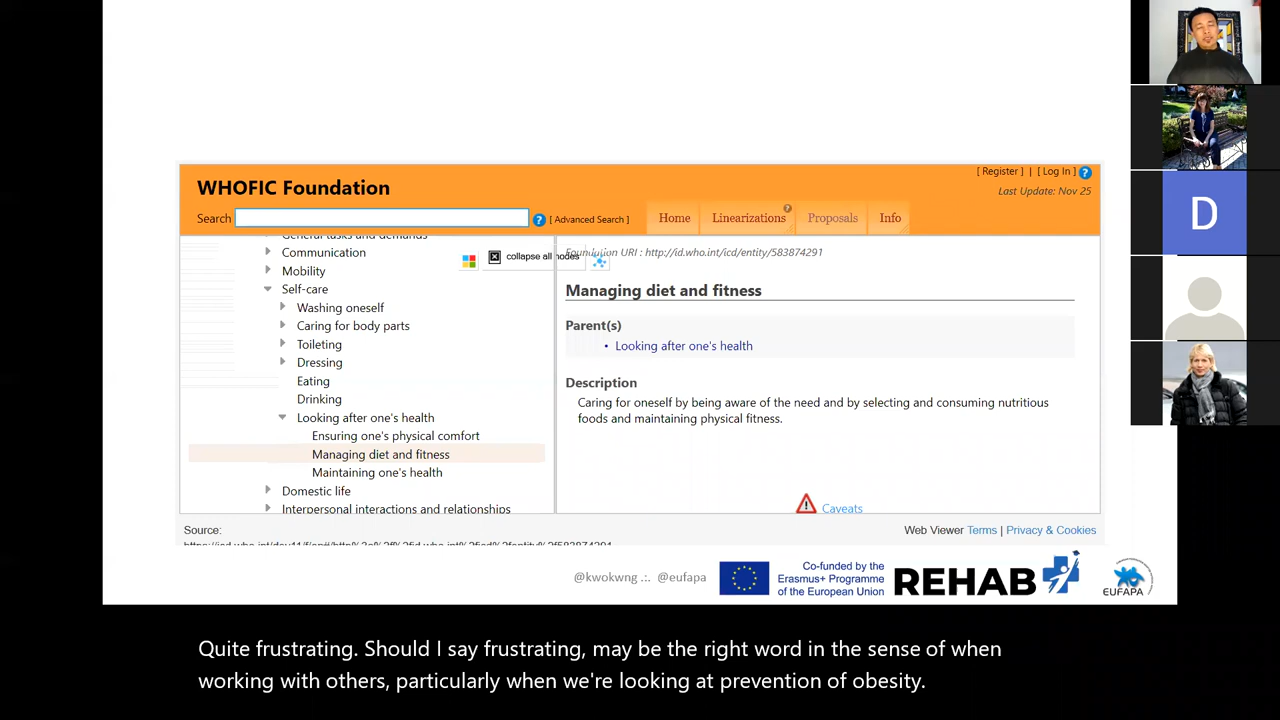 [ Register ] | [ Log In ] ?
WHOFIC Foundation
Last Update: Nov 25
Search ? [ Advanced Search ] Home Linearizations ? Proposals Info
General tasks and demands
Communication
Mobility
Self-care
Washing oneself
Caring for body parts
Toileting
Dressing
Eating
Drinking
Looking after one's health
Ensuring one's physical comfort
Managing diet and fitness
Maintaining one's health
Domestic life
Interpersonal interactions and relationships
collapse all nodes
Foundation URI : http://id.who.int/icd/entity/583874291
Managing diet and fitness
Parent(s)
• Looking after one's health
Description
Caring for oneself by being aware of the need and by selecting and consuming nutritious
foods and maintaining physical fitness.
Caveats
Source:
Web Viewer Terms | Privacy & Cookies
@kwokwng .:. @eufapa
Co-funded by the
Erasmus+ Programme
of the European Union
REHAB
EUFAPA
D
Quite frustrating. Should I say frustrating, may be the right word in the sense of when
working with others, particularly when we're looking at prevention of obesity.